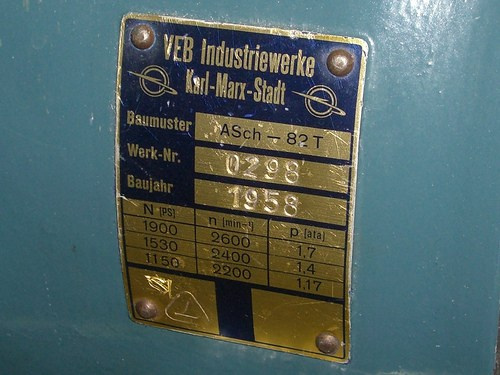 VEB Industriewerke
Karl-Marx-Stadt
Baumuster ASch – 82 T
Werk-Nr. 0298
Baujahr 1958
N (PS) n (min-¹) p (ata)
1900 2600 1,7
1530 2400 1,4
1150 2200 1,17